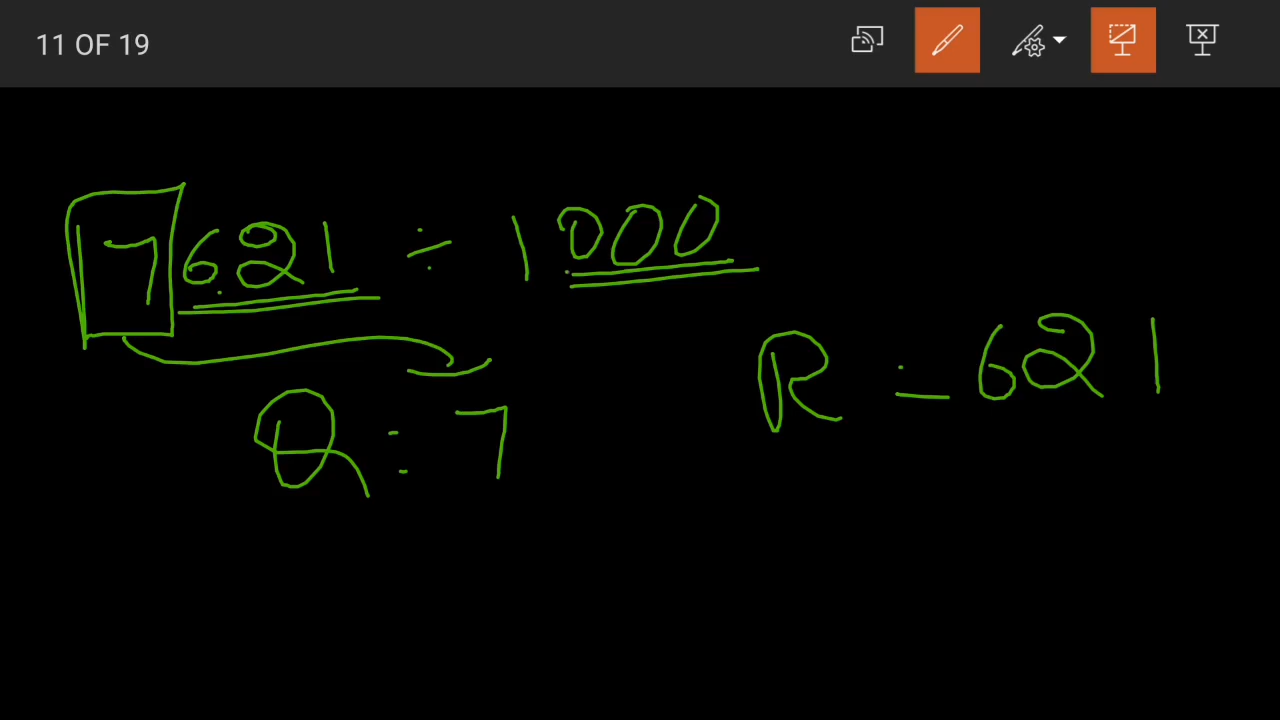 11 OF 19
7621 ÷ 1000
R = 621
Q = 7